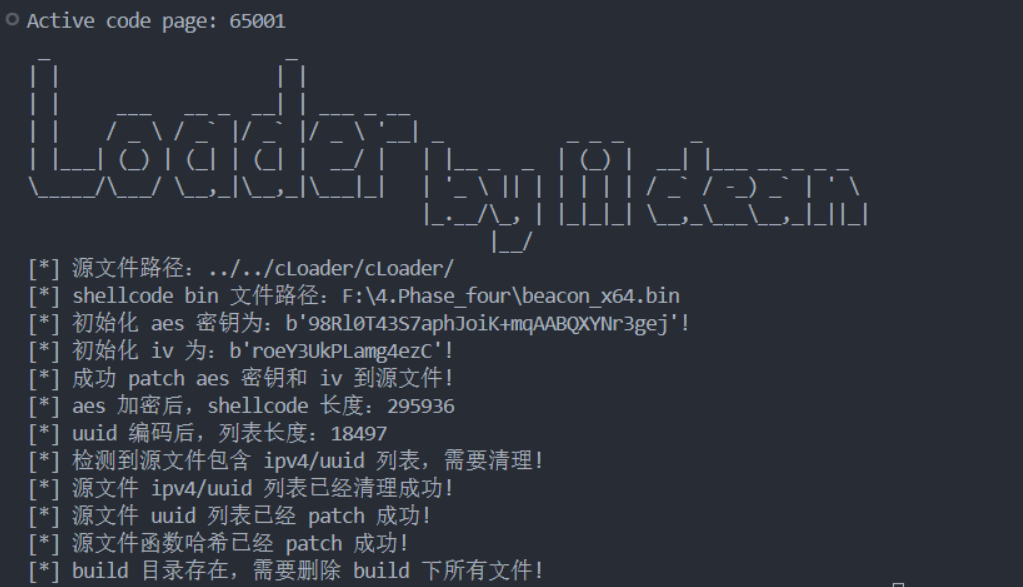 Active code page: 65001
Loader
by lidean
[*] 源文件路径: ../../cLoader/cLoader/
[*] shellcode bin 文件路径: F:\4.Phase_four\beacon_x64.bin
[*] 初始化 aes 密钥为: b'98Rl0T43S7aphJoiK+mqAABQXYNr3gej'!
[*] 初始化 iv 为: b'roeY3UkPLamg4ezC'!
[*] 成功 patch aes 密钥和 iv 到源文件!
[*] aes 加密后, shellcode 长度: 295936
[*] uuid 编码后, 列表长度: 18497
[*] 检测到源文件包含 ipv4/uuid 列表, 需要清理!
[*] 源文件 ipv4/uuid 列表已经清理成功!
[*] 源文件 uuid 列表已经 patch 成功!
[*] 源文件函数哈希已经 patch 成功!
[*] build 目录存在, 需要删除 build 下所有文件!